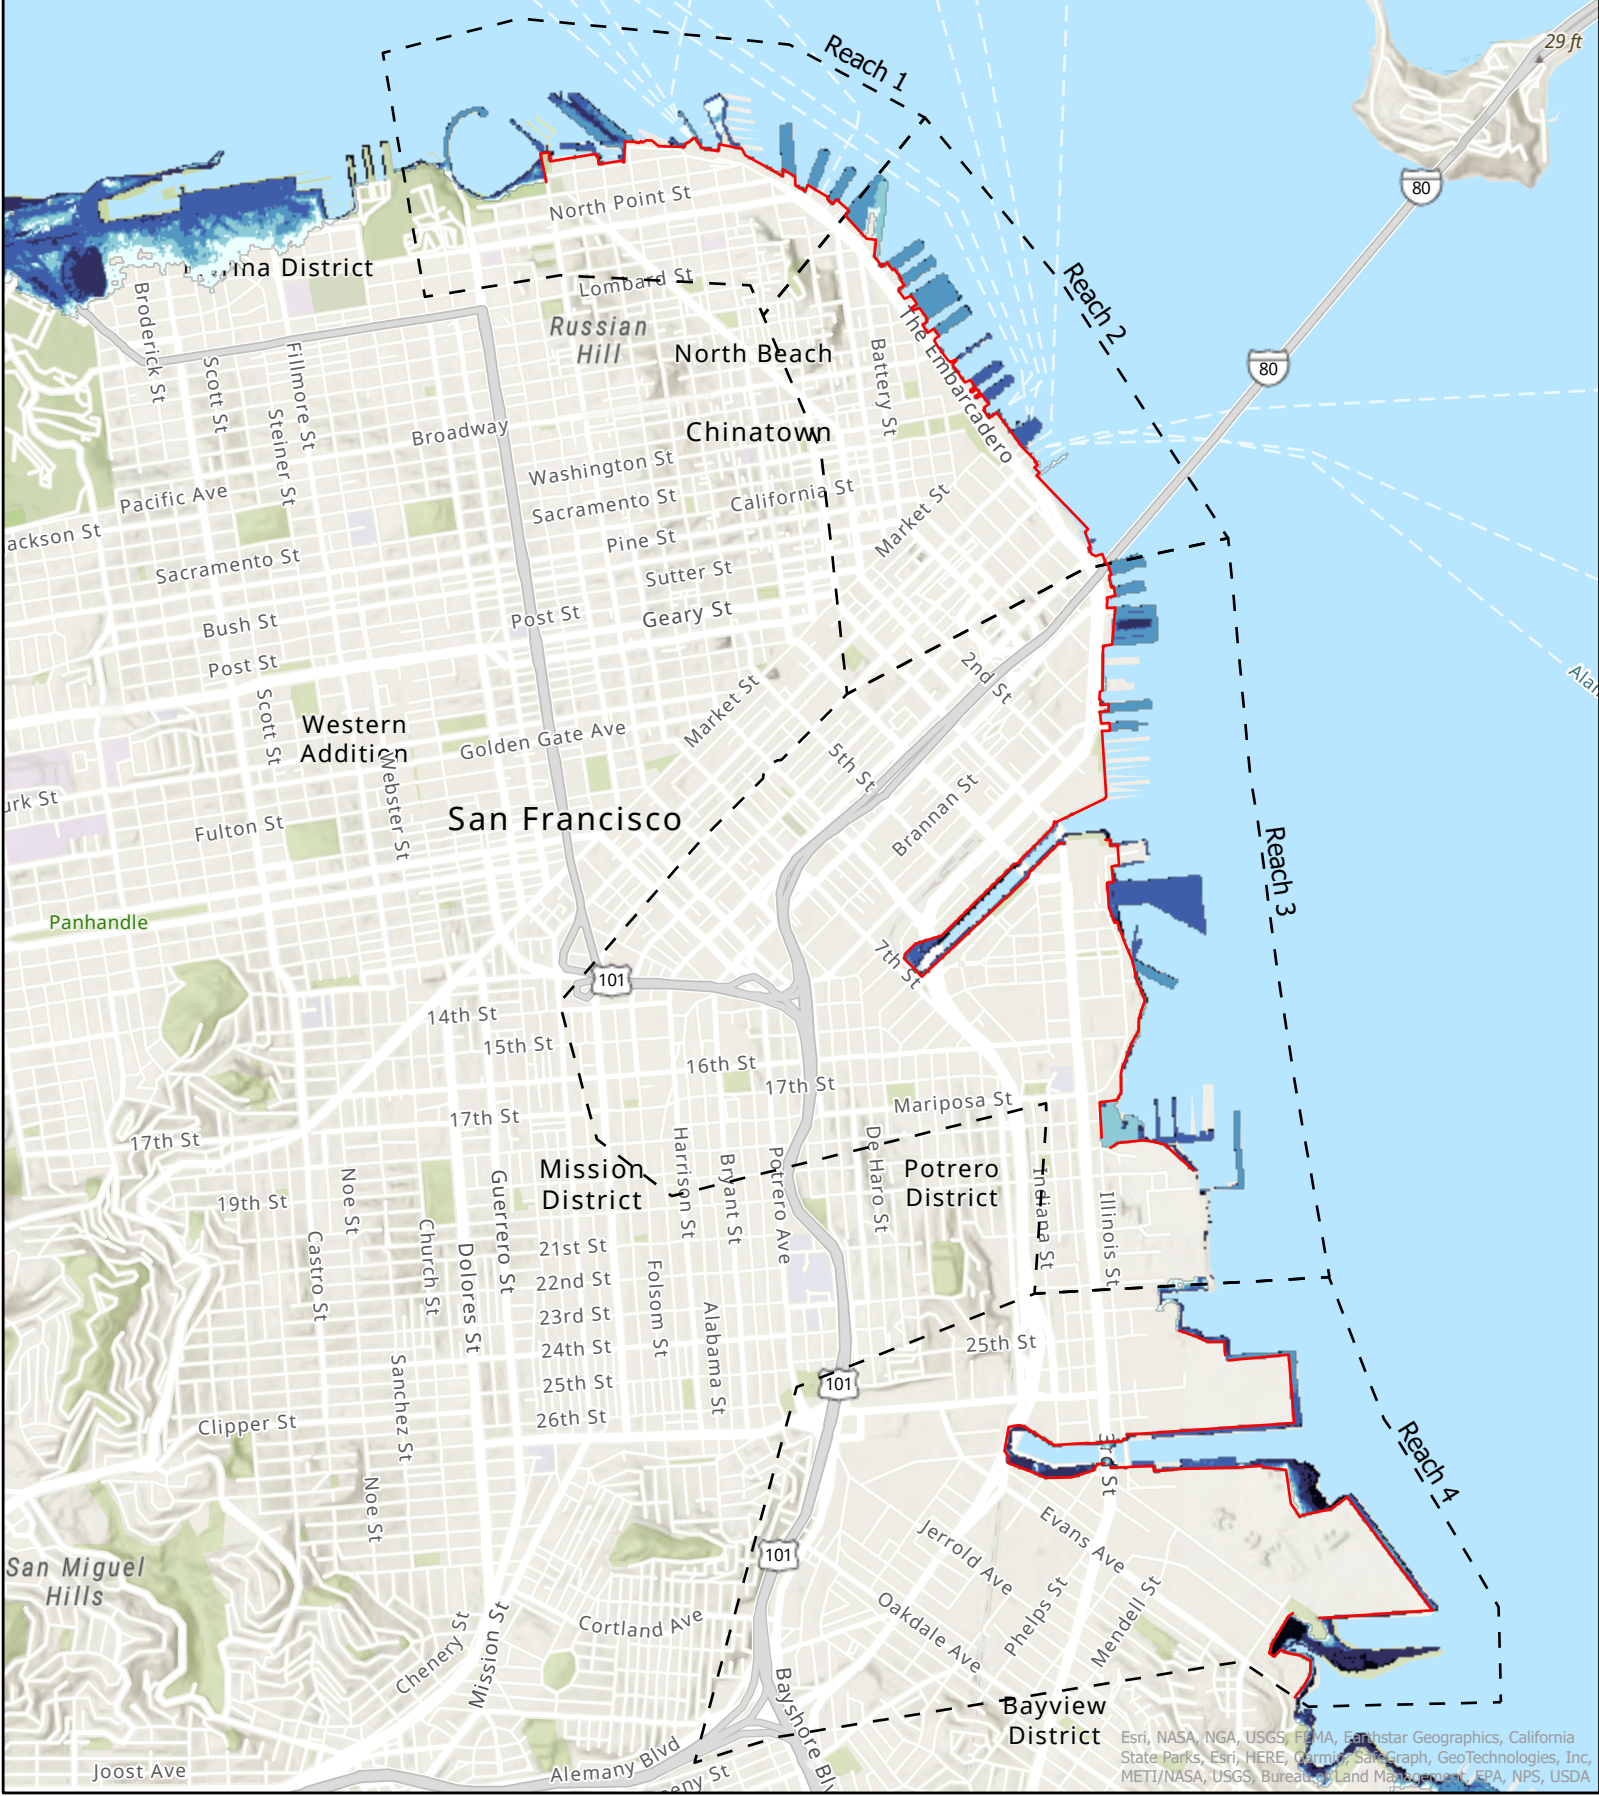 29 ft
Reach 1
80
North Point St
ina District
Lombard St
Reach 2
Broderick St
Russian
Hill
North Beach
The Embarcadero
Battery St
80
Scott St
Fillmore St
Steiner St
Broadway
Chinatown
Washington St
Pacific Ave
Sacramento St
California St
Market St
ackson St
Pine St
Sacramento St
Sutter St
Post St
Geary St
Bush St
Post St
2nd St
Scott St
Market St
Western
Addition
Golden Gate Ave
5th St
Webster St
Brannan St
urk St
San Francisco
Fulton St
Reach 3
Panhandle
7th St
101
14th St
15th St
16th St
17th St
Mariposa St
17th St
17th St
Harrison St
Bryant St
Potrero Ave
De Haro St
Mission
District
Potrero
District
Indiana St
Illinois St
19th St
Noe St
Guerrero St
Castro St
Church St
Dolores St
21st St
22nd St
23rd St
24th St
25th St
26th St
Folsom St
Alabama St
25th St
101
Sanchez St
Clipper St
3rd St
Reach 4
Noe St
Evans Ave
Jerrold Ave
101
San Miguel
Hills
Phelps St
Mendell St
Oakdale Ave
Cortland Ave
Chenery St
Mission St
Bayshore Blv
Bayview
District
Alemany Blvd
eny St
Joost Ave
Esri, NASA, NGA, USGS, FEMA, Earthstar Geographics, California
State Parks, Esri, HERE, Garmin, SafeGraph, GeoTechnologies, Inc,
METI/NASA, USGS, Bureau of Land Management, EPA, NPS, USDA